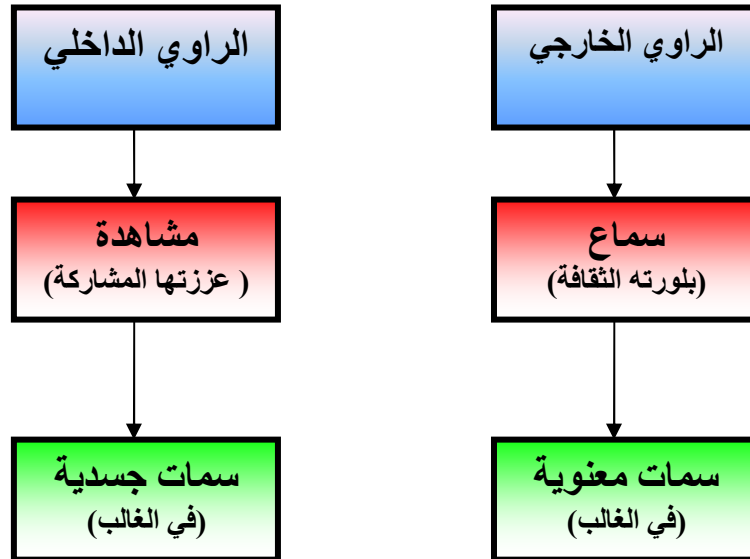 الراوي الخارجي
سماع
(بلورته الثقافة)
سمات معنوية
(في الغالب)
الراوي الداخلي
مشاهدة
( عززتها المشاركة)
سمات جسدية
(في الغالب)